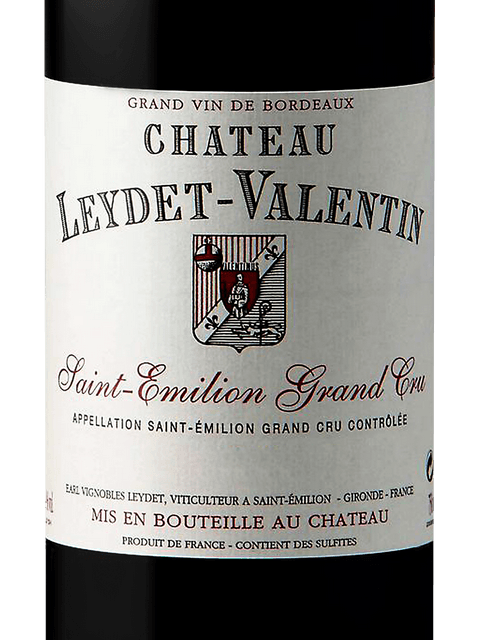 GRAND VIN DE BORDEAUX
CHATEAU
LEYDET-VALENTIN
VALENTINUS
Saint-Emilion Grand Cru
APPELLATION SAINT-ÉMILION GRAND CRU CONTRÔLÉE
EARL VIGNOBLES LEYDET, VITICULTEUR A SAINT-ÉMILION - GIRONDE - FRANCE
MIS EN BOUTEILLE AU CHATEAU
PRODUIT DE FRANCE - CONTIENT DES SULFITES